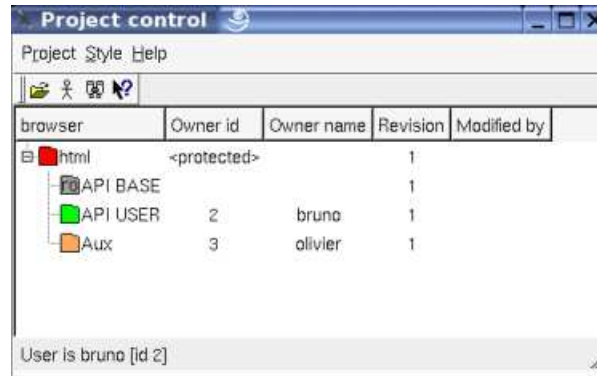 Project control
Project Style Help
browser Owner id Owner name Revision Modified by
html <protected> 1
ro API BASE 1
API USER 2 bruno 1
Aux 3 olivier 1
User is bruno [id 2]